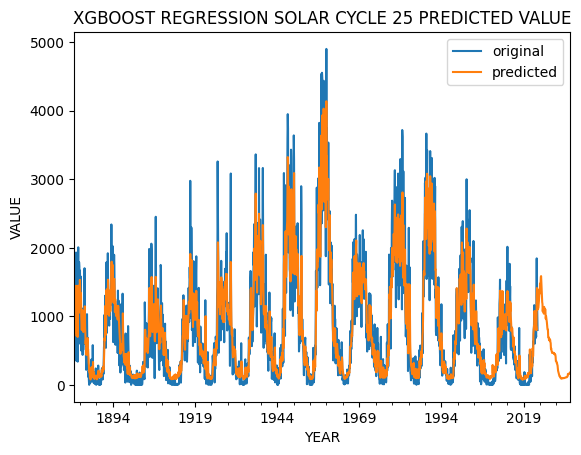 XGBOOST REGRESSION SOLAR CYCLE 25 PREDICTED VALUE
5000
4000
3000
2000
1000
0
VALUE
original
predicted
1894 1919 1944 1969 1994 2019
YEAR